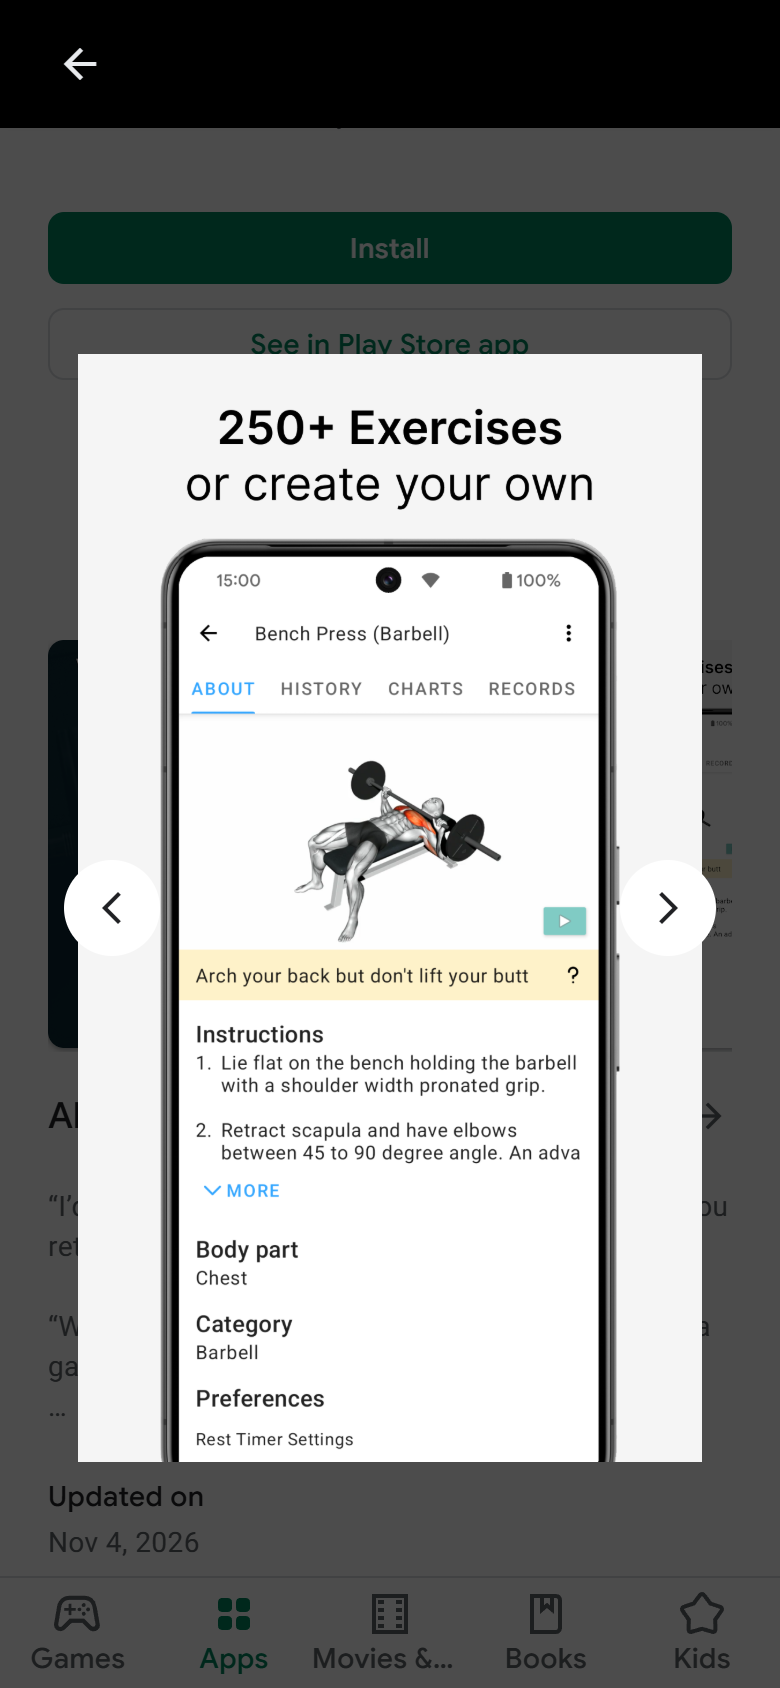 Install
See in Play Store app
250+ Exercises
or create your own
15:00
100%
Bench Press (Barbell)
ABOUT HISTORY CHARTS RECORDS
Arch your back but don't lift your butt ?
Instructions
1. Lie flat on the bench holding the barbell
with a shoulder width pronated grip.
2. Retract scapula and have elbows
between 45 to 90 degree angle. An adva
MORE
Body part
Chest
Category
Barbell
Preferences
Rest Timer Settings
…
Updated on
Nov 4, 2026
Games Apps Movies &... Books Kids